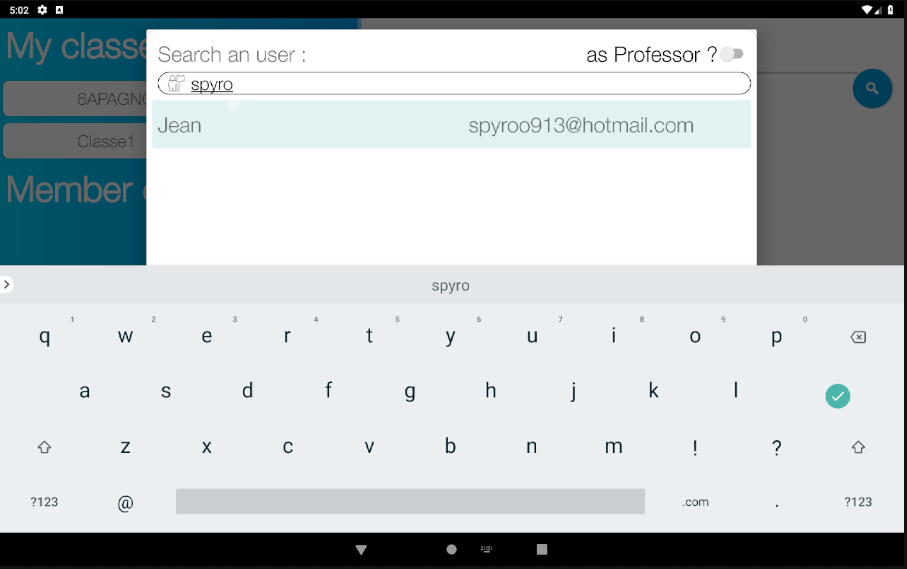 5:02
My classe
6APAGNO
Classe1
Member
Search an user :
as Professor ?
spyro
Jean spyroo913@hotmail.com
spyro
1 2 3 4 5 6 7 8 9 0
q w e r t y u i o p
a s d f g h j k l
z x c v b n m ! ?
?123 @ .com . ?123